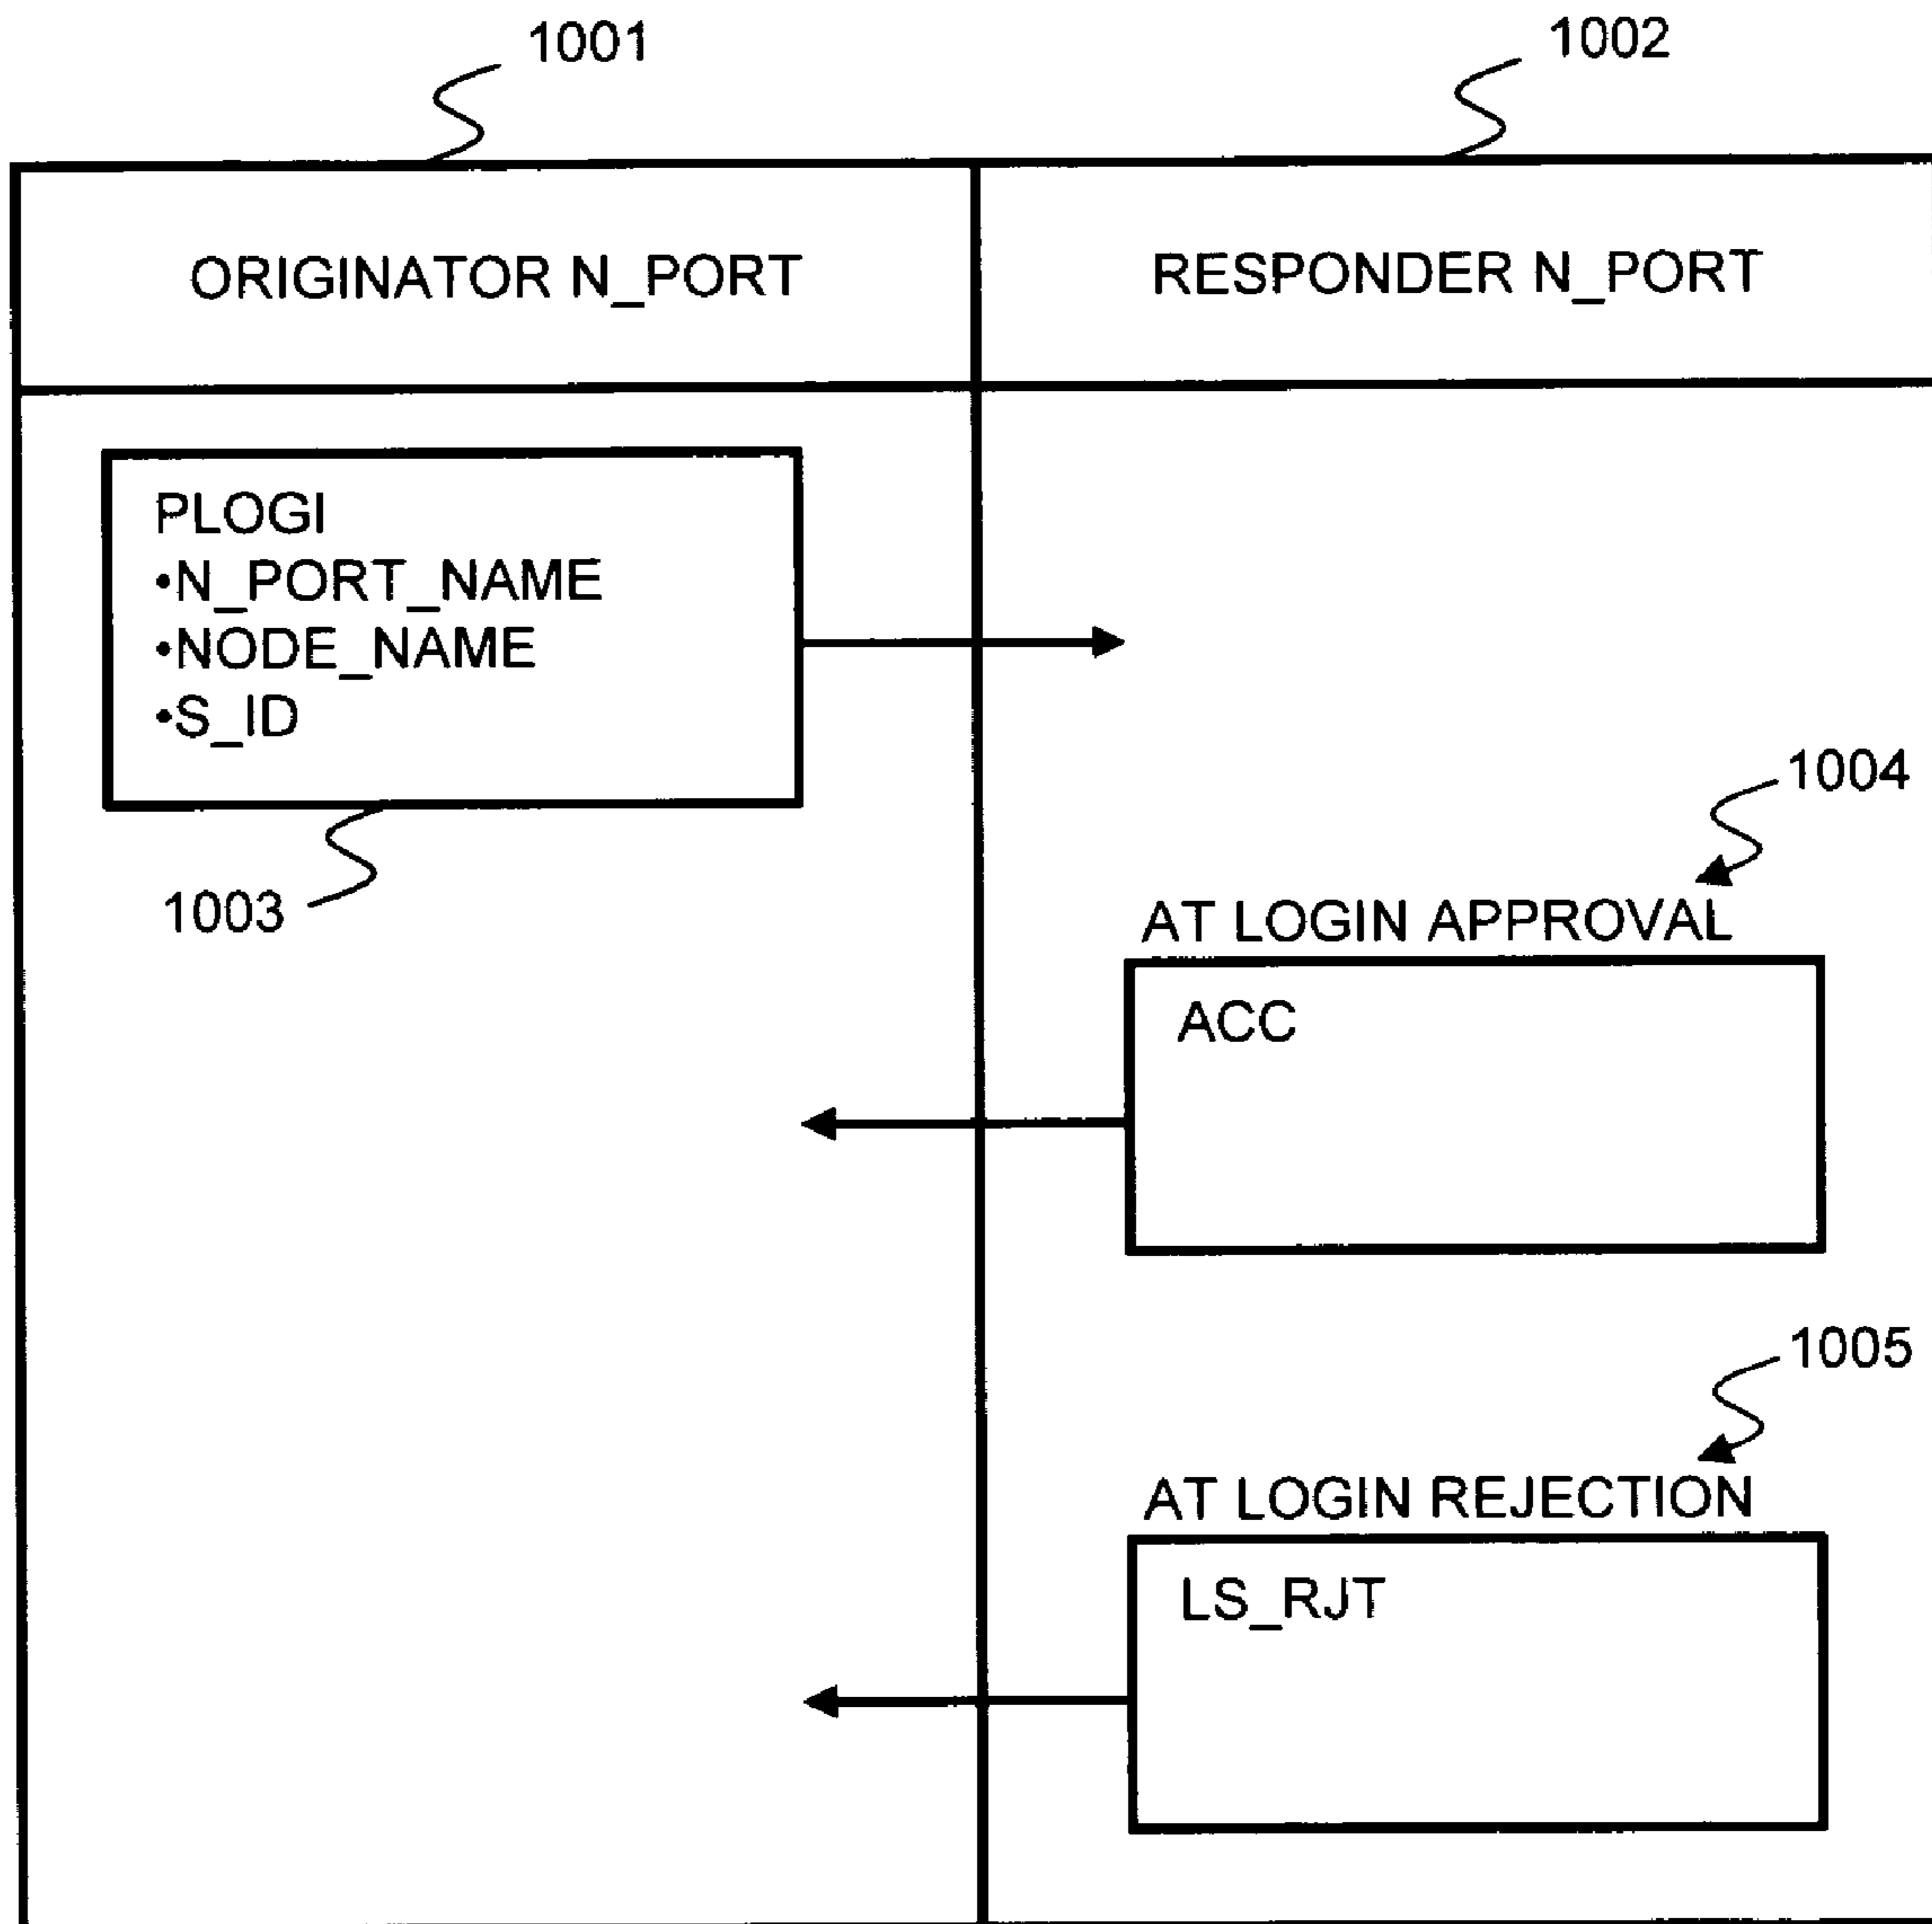 1001
1002
ORIGINATOR N_PORT
RESPONDER N_PORT
PLOGI
•N_PORT_NAME
•NODE_NAME
•S_ID
1003
1004
AT LOGIN APPROVAL
ACC
1005
AT LOGIN REJECTION
LS_RJT